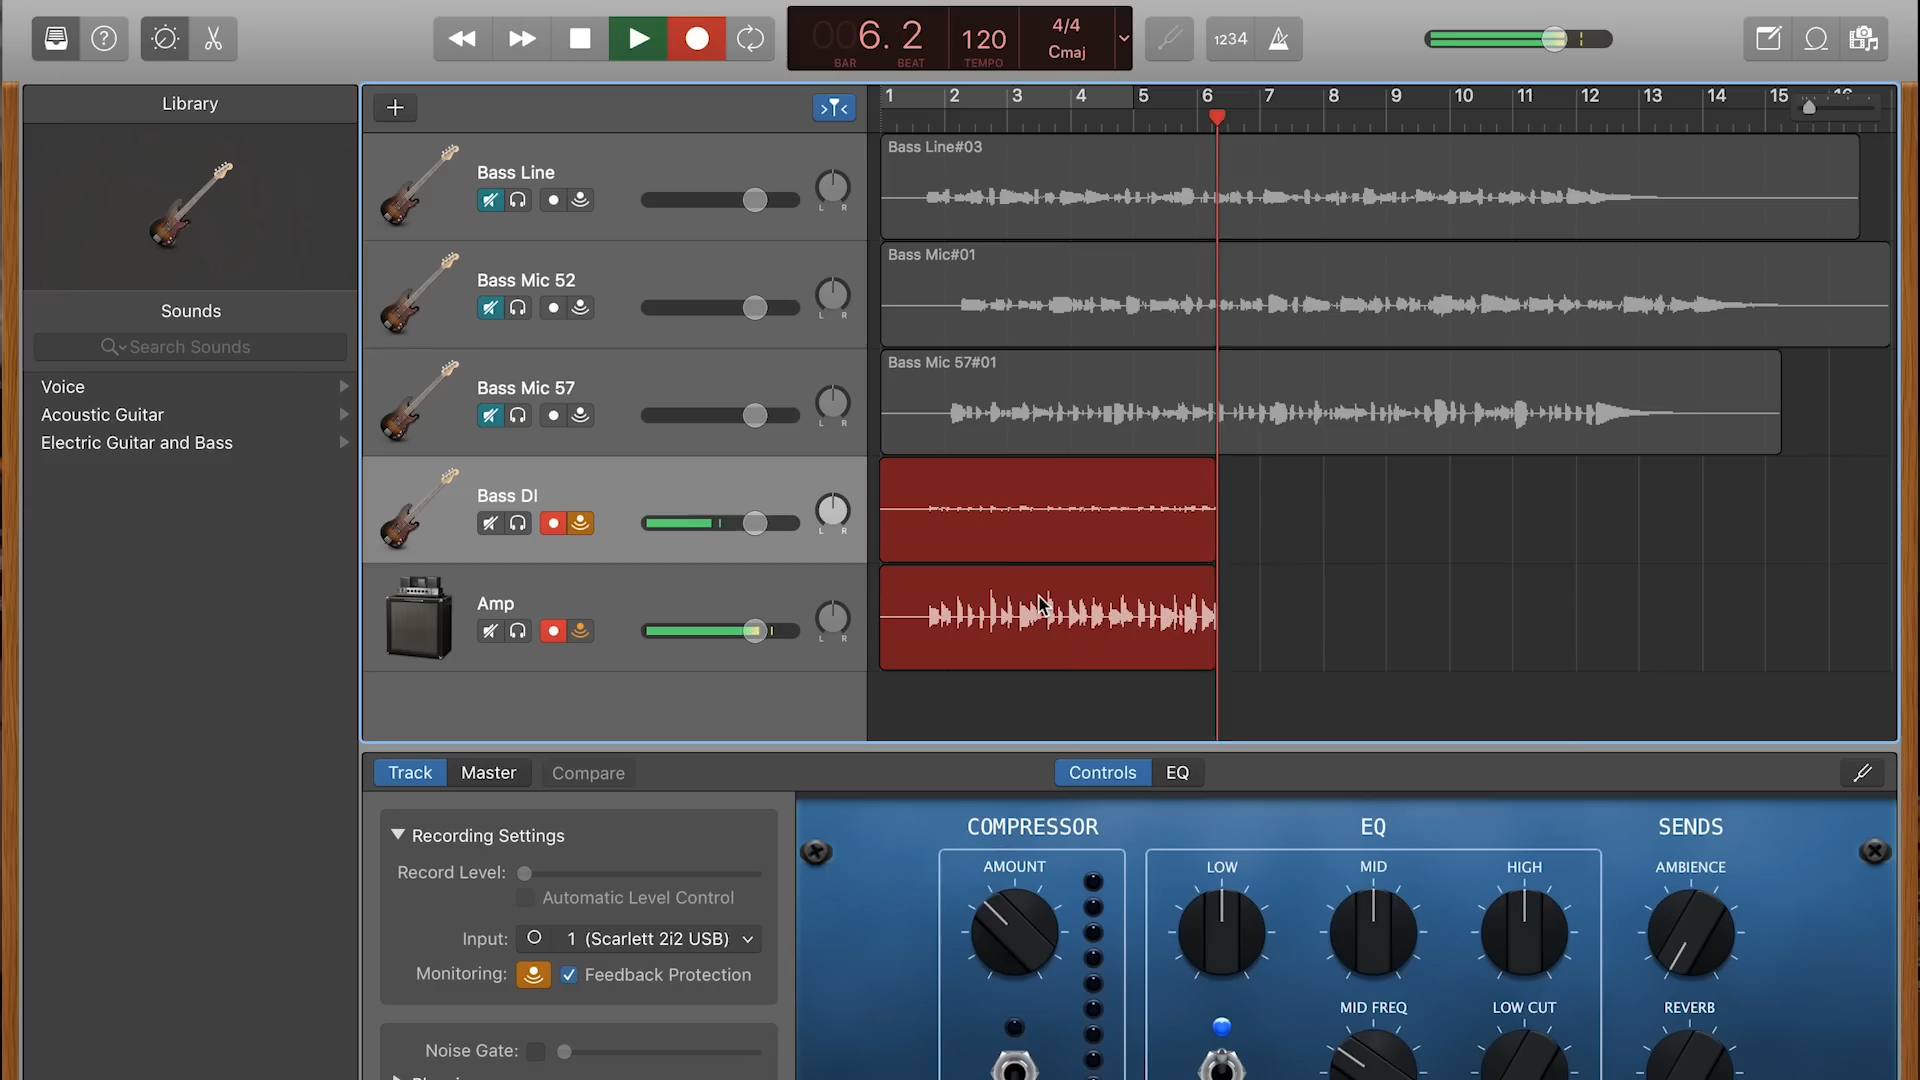 006. 2
BAR BEAT
120
TEMPO
4/4
Cmaj
1234
Library
Sounds
Search Sounds
Voice
Acoustic Guitar
Electric Guitar and Bass
1 2 3 4 5 6 7 8 9 10 11 12 13 14 15
Bass Line
L R
Bass Line#03
Bass Mic 52
L R
Bass Mic#01
Bass Mic 57
L R
Bass Mic 57#01
Bass DI
L R
Amp
L R
Track Master Compare
Controls EQ
Recording Settings
Record Level:
Automatic Level Control
Input: 1 (Scarlett 2i2 USB)
Monitoring: Feedback Protection
Noise Gate:
COMPRESSOR
AMOUNT
EQ
LOW MID HIGH
MID FREQ LOW CUT
SENDS
AMBIENCE
REVERB